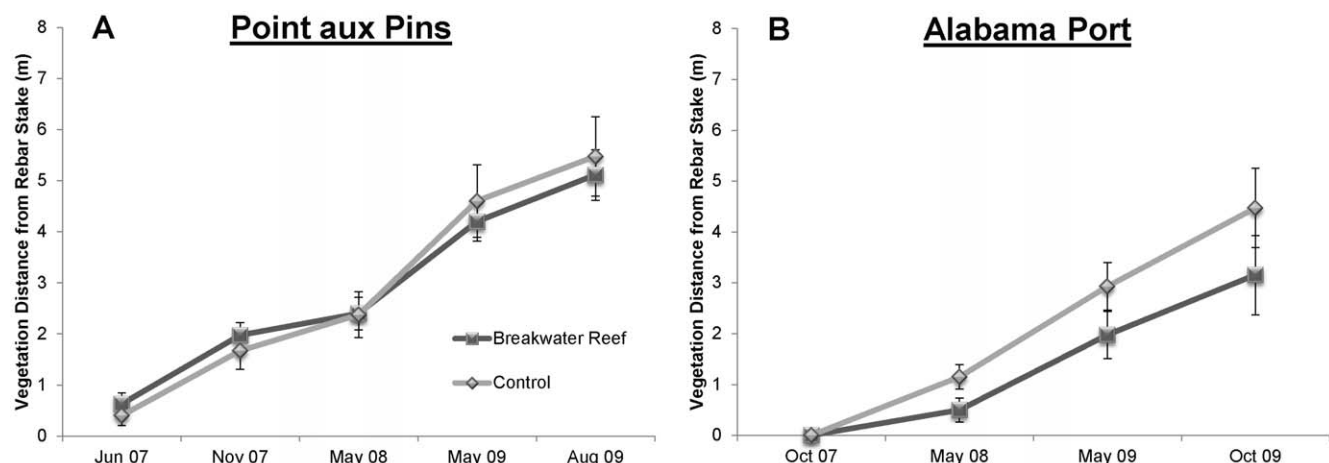 A Point aux Pins
Vegetation Distance from Rebar Stake (m)
8
7
6
5
4
3
2
1
0
Breakwater Reef
Control
Jun 07 Nov 07 May 08 May 09 Aug 09
B Alabama Port
Vegetation Distance from Rebar Stake (m)
8
7
6
5
4
3
2
1
0
Oct 07 May 08 May 09 Oct 09